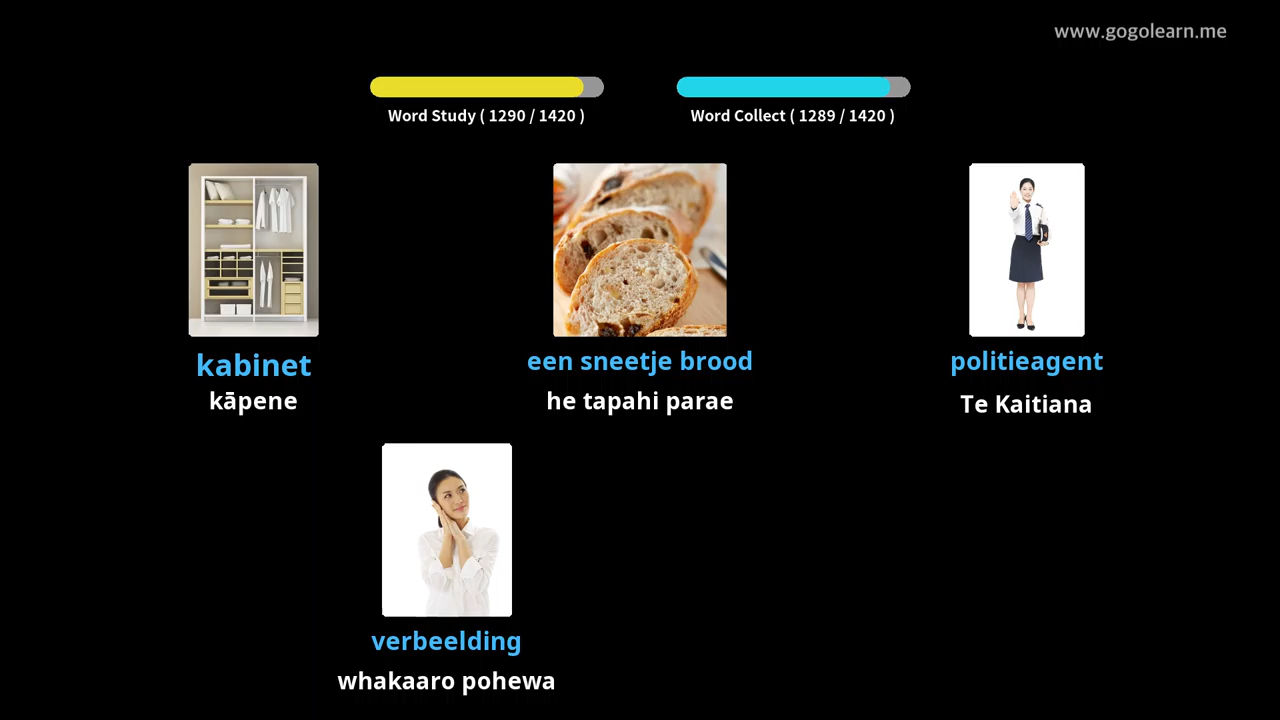 www.gogolearn.me
Word Study ( 1290 / 1420 )
Word Collect ( 1289 / 1420 )
kabinet
kāpene
een sneetje brood
he tapahi parae
politieagent
Te Kaitiana
verbeelding
whakaaro pohewa